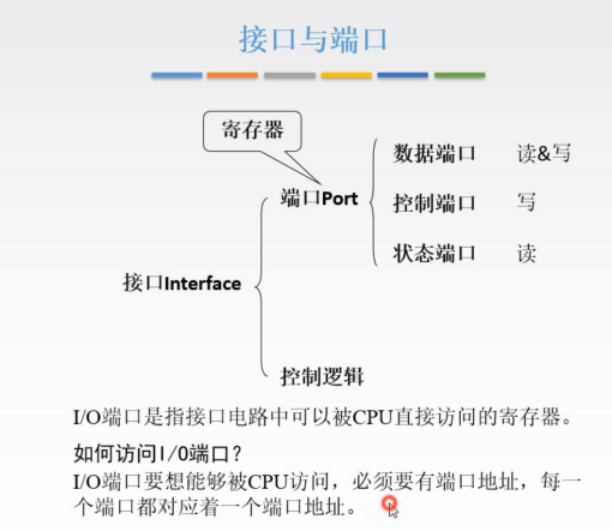 接口与端口
寄存器
数据端口 读&写
端口Port
控制端口 写
状态端口 读
接口Interface
控制逻辑
I/O端口是指接口电路中可以被CPU直接访问的寄存器。
如何访问I/O端口?
I/O端口要想能够被CPU访问，必须要有端口地址，每一
个端口都对应着一个端口地址。